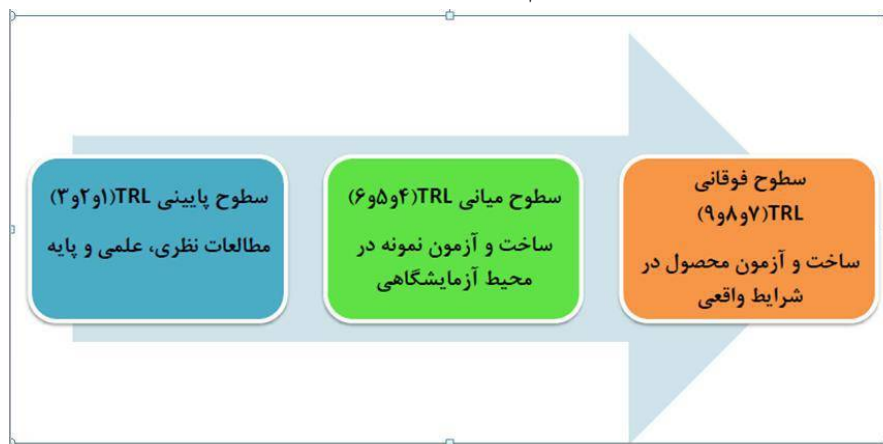 سطوح پایینی TRL(۱و۲و۳)
مطالعات نظری، علمی و پایه
سطوح میانی TRL(۴و۵و۶)
ساخت و آزمون نمونه در
محیط آزمایشگاهی
سطوح فوقانی
TRL(۷و۸و۹)
ساخت و آزمون محصول در
شرایط واقعی